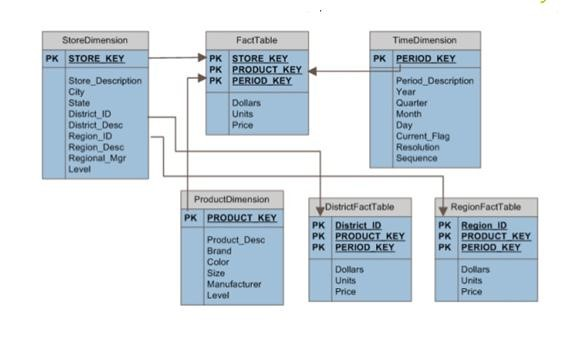 StoreDimension
PK STORE_KEY
Store_Description
City
State
District_ID
District_Desc
Region_ID
Region_Desc
Regional_Mgr
Level
FactTable
PK STORE_KEY
PK PRODUCT_KEY
PK PERIOD_KEY
Dollars
Units
Price
TimeDimension
PK PERIOD_KEY
Period_Description
Year
Quarter
Month
Day
Current_Flag
Resolution
Sequence
ProductDimension
PK PRODUCT_KEY
Product_Desc
Brand
Color
Size
Manufacturer
Level
DistrictFactTable
PK District_ID
PK PRODUCT_KEY
PK PERIOD_KEY
Dollars
Units
Price
RegionFactTable
PK Region_ID
PK PRODUCT_KEY
PK PERIOD_KEY
Dollars
Units
Price